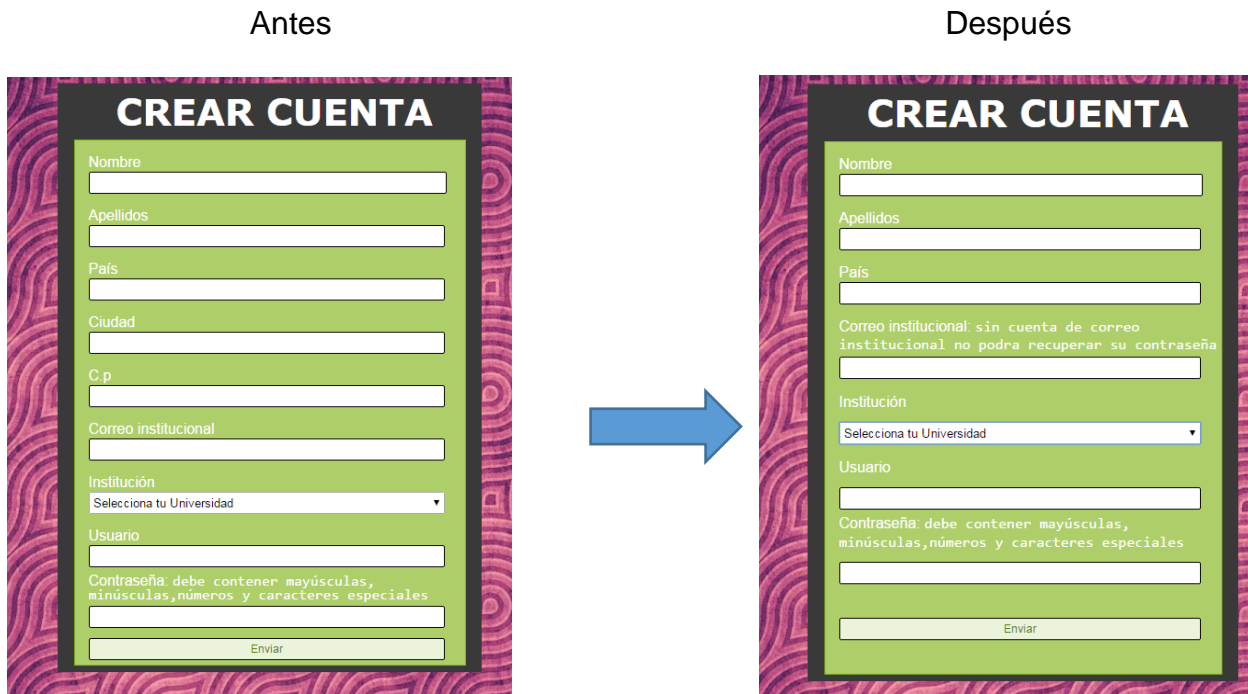 Antes
CREAR CUENTA
Nombre
Apellidos
País
Ciudad
C.p
Correo institucional
Institución
Selecciona tu Universidad
Usuario
Contraseña: debe contener mayúsculas,
minúsculas,números y caracteres especiales
Enviar
Después
CREAR CUENTA
Nombre
Apellidos
País
Correo institucional: sin cuenta de correo
institucional no podra recuperar su contraseña
Institución
Selecciona tu Universidad
Usuario
Contraseña: debe contener mayúsculas,
minúsculas,números y caracteres especiales
Enviar